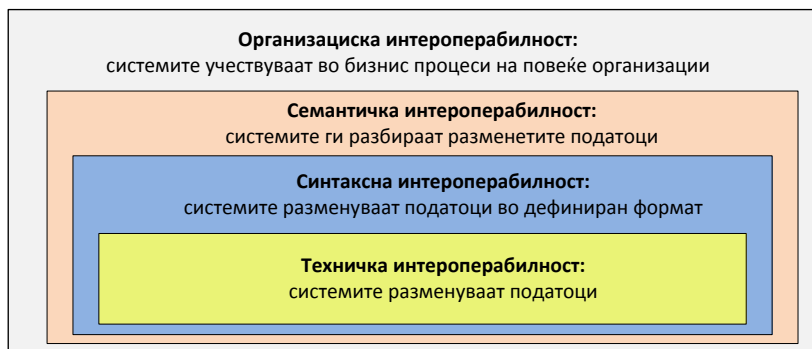 Организациска интероперабилност:
системите учествуваат во бизнис процеси на повеќе организации
Семантичка интероперабилност:
системите ги разбираат разменетите податоци
Синтаксна интероперабилност:
системите разменуваат податоци во дефиниран формат
Техничка интероперабилност:
системите разменуваат податоци